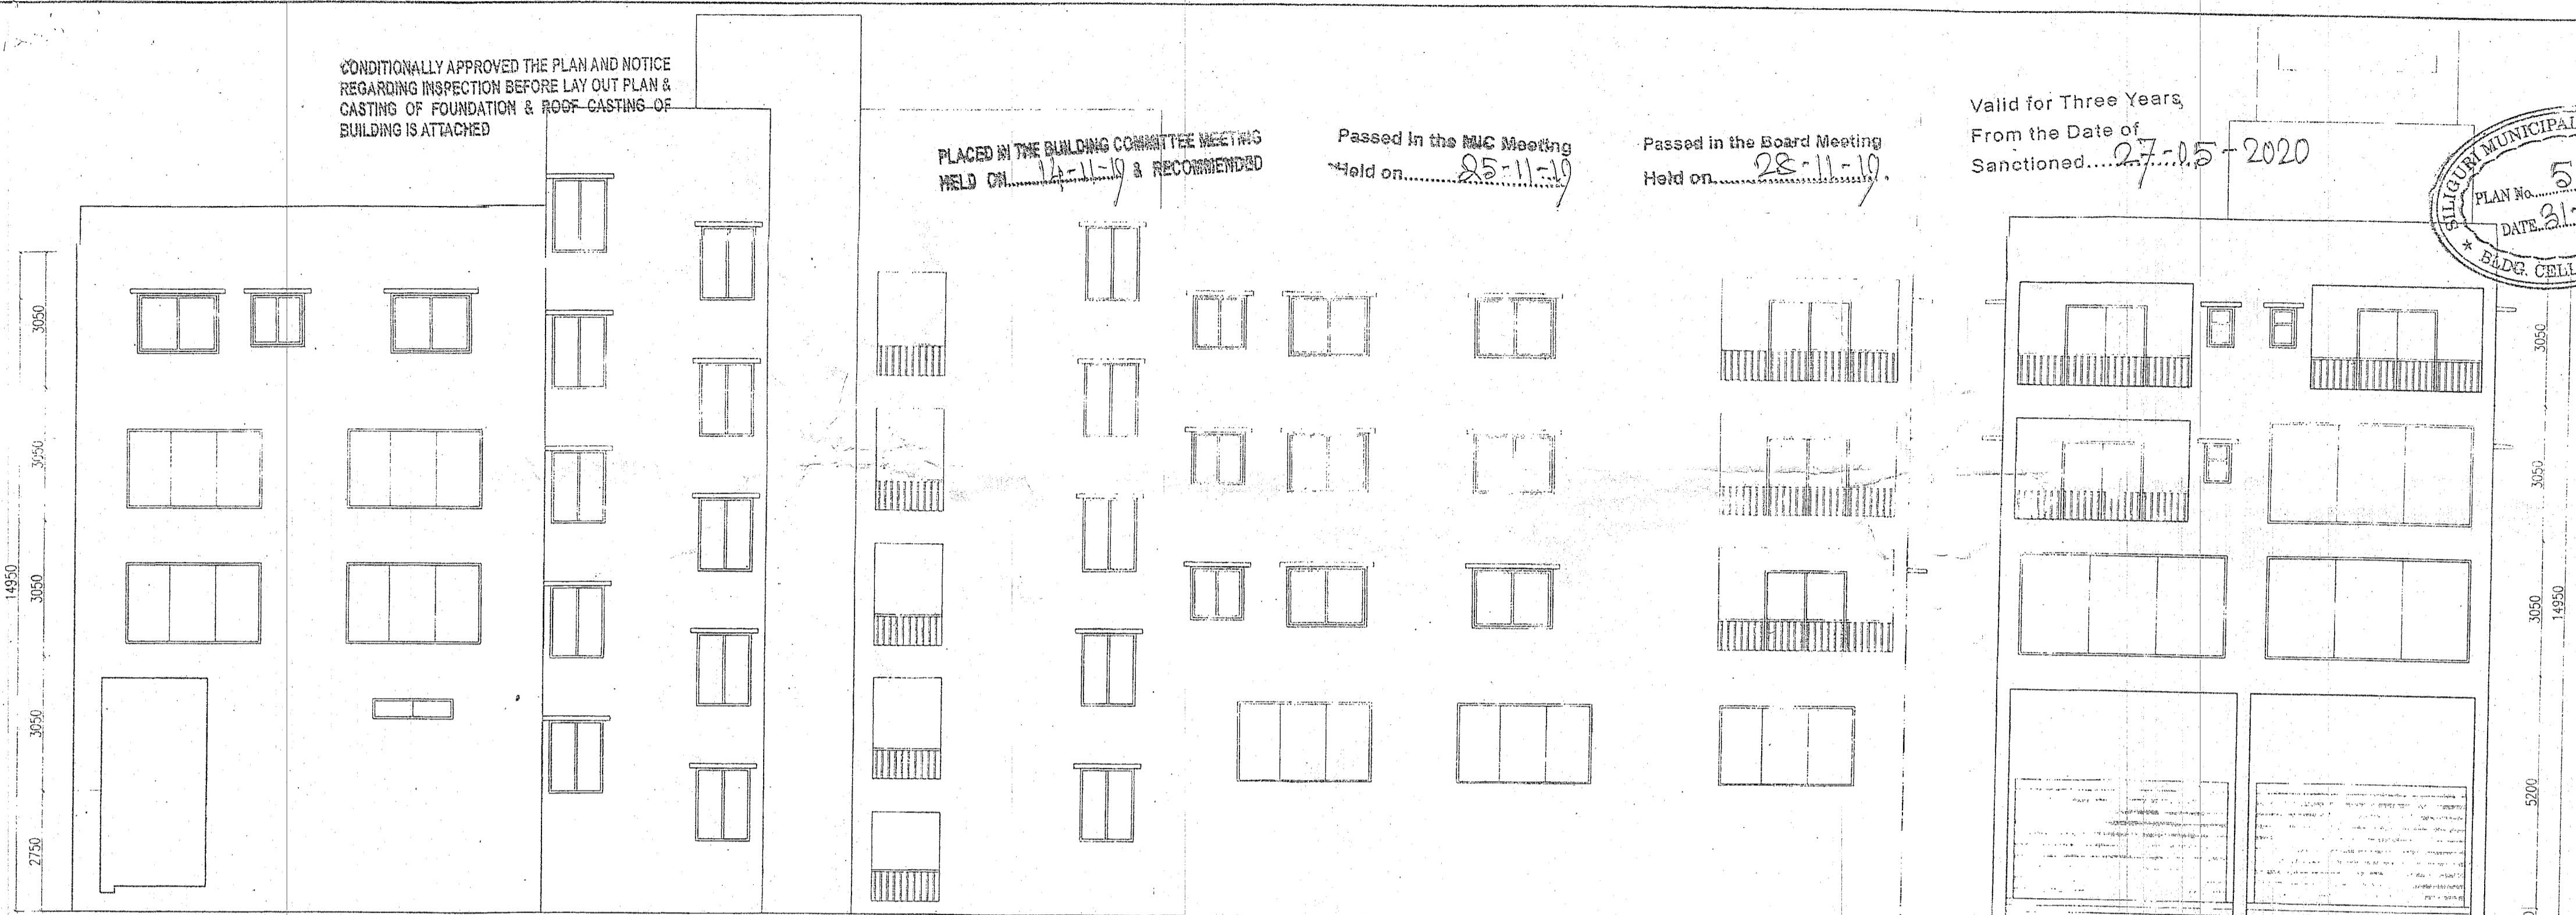 CONDITIONALLY APPROVED THE PLAN AND NOTICE
REGARDING INSPECTION BEFORE LAY OUT PLAN &
CASTING OF FOUNDATION & ROOF CASTING OF
BUILDING IS ATTACHED
PLACED IN THE BUILDING COMMITTEE MEETING
HELD ON........14-11-19 & RECOMMENDED
Passed in the MIC Meeting
Held on........25-11-19
Passed in the Board Meeting
Held on........28-11-19.
Valid for Three Years,
From the Date of
Sanctioned........27-05-2020
SILIGURI MUNICIPAL
PLAN No........5
DATE..31-
★ BLDG. CELL
3050
3050
3050
3050
2750
14950
3050
3050
3050
5200
14950